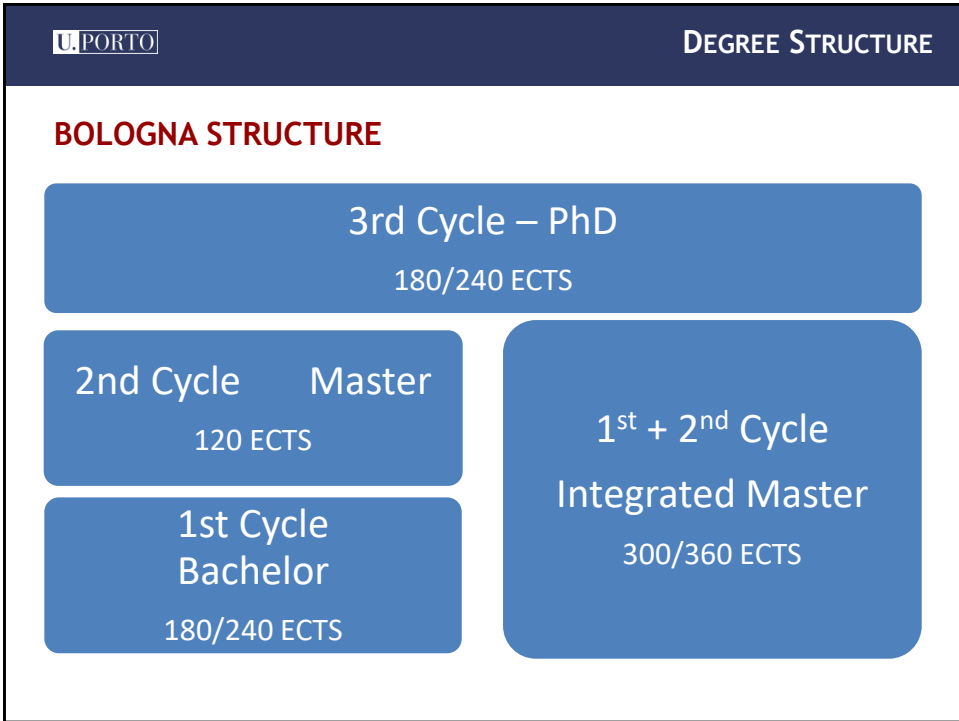 U.PORTO
DEGREE STRUCTURE
BOLOGNA STRUCTURE
3rd Cycle – PhD
180/240 ECTS
2nd Cycle Master
120 ECTS
1st Cycle
Bachelor
180/240 ECTS
1st + 2nd Cycle
Integrated Master
300/360 ECTS